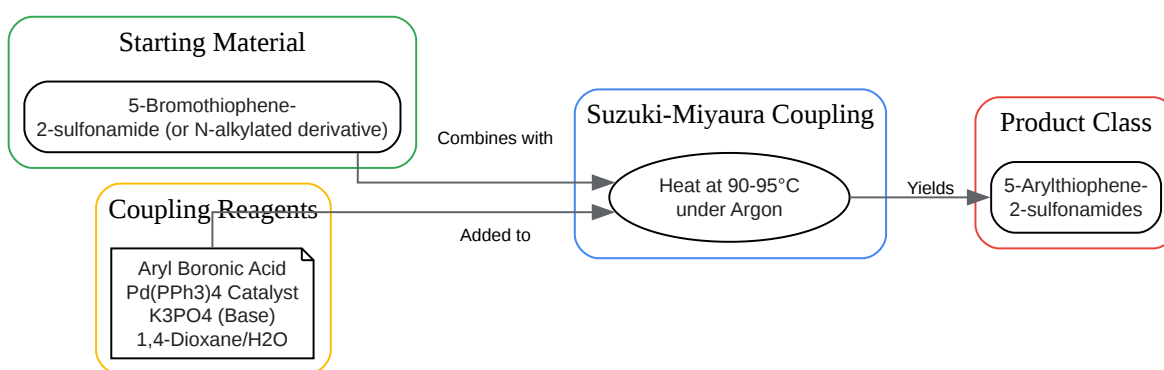 Starting Material
5-Bromothiophene-
2-sulfonamide (or N-alkylated derivative)
Combines with
Coupling Reagents
Aryl Boronic Acid
Pd(PPh3)4 Catalyst
K3PO4 (Base)
1,4-Dioxane/H2O
Added to
Suzuki-Miyaura Coupling
Heat at 90-95°C
under Argon
Yields
Product Class
5-Arylthiophene-
2-sulfonamides